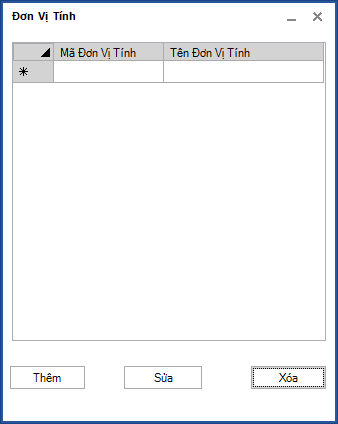 Đơn Vị Tính
Mã Đơn Vị Tính Tên Đơn Vị Tính
Thêm Sửa Xóa